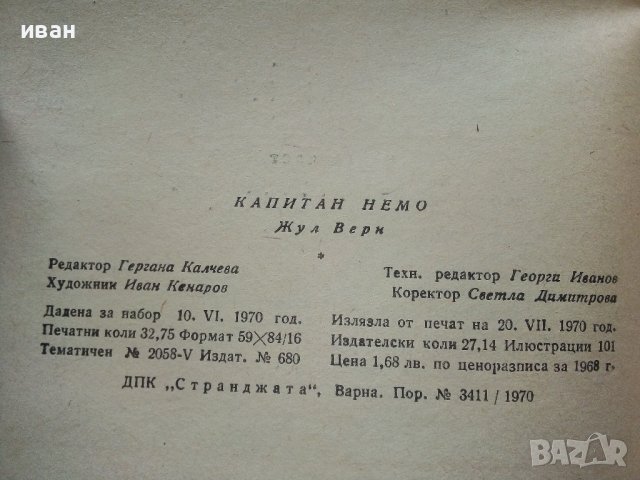 иван
КАПИТАН НЕМО
Жул Верн
*
Редактор Гергана Калчева
Художник Иван Кенаров
Техн. редактор Георги Иванов
Коректор Светла Димитрова
Дадена за набор 10. VI. 1970 год.
Печатни коли 32,75 Формат 59×84/16
Тематичен № 2058-V Издат. № 680
Излязла от печат на 20. VII. 1970 год.
Издателски коли 27,14 Илюстрации 101
Цена 1,68 лв. по ценоразписа за 1968 г.
ДПК „Странджата“, Варна. Пор. № 3411 / 1970
BAZAR